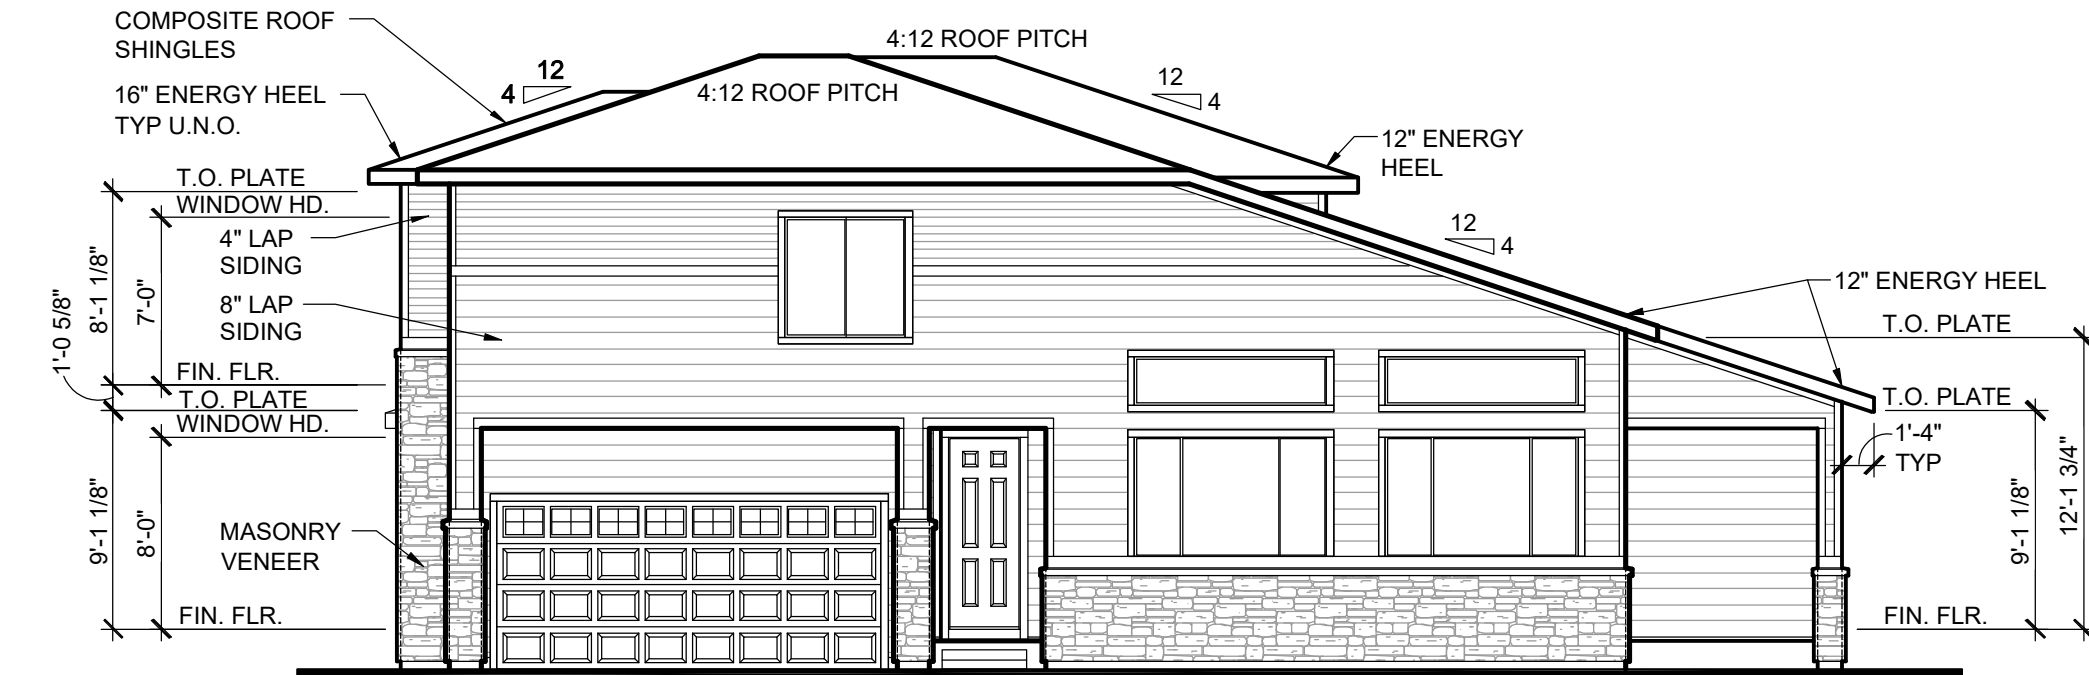 COMPOSITE ROOF
SHINGLES
4:12 ROOF PITCH
12
4
4:12 ROOF PITCH
12
4
16" ENERGY HEEL
TYP U.N.O.
12" ENERGY
HEEL
T.O. PLATE
WINDOW HD.
4" LAP
SIDING
12
4
8'-1 1/8"
7'-0"
1'-0 5/8"
8" LAP
SIDING
12" ENERGY HEEL
T.O. PLATE
FIN. FLR.
T.O. PLATE
WINDOW HD.
T.O. PLATE
1'-4"
TYP
9'-1 1/8"
8'-0"
MASONRY
VENEER
9'-1 1/8"
12'-1 3/4"
FIN. FLR.
FIN. FLR.